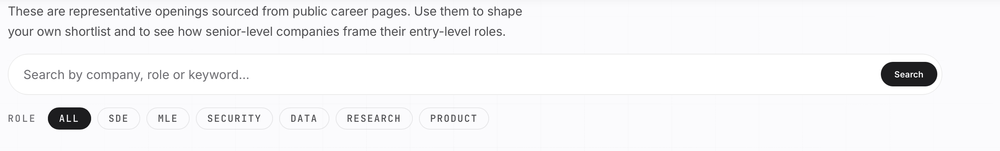 These are representative openings sourced from public career pages. Use them to shape
your own shortlist and to see how senior-level companies frame their entry-level roles.
Search by company, role or keyword...
Search
ROLE ALL SDE MLE SECURITY DATA RESEARCH PRODUCT